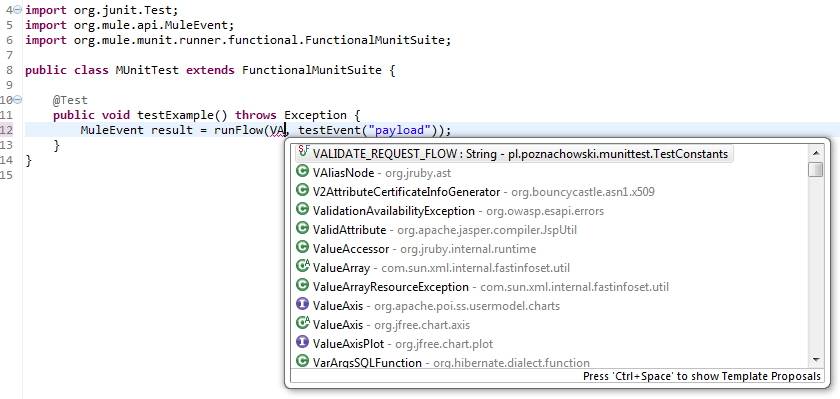 4 import org.junit.Test;
5 import org.mule.api.MuleEvent;
6 import org.mule.munit.runner.functional.FunctionalMunitSuite;
7
8 public class MUnitTest extends FunctionalMunitSuite {
9
10 @Test
11 public void testExample() throws Exception {
12 MuleEvent result = runFlow(VA, testEvent("payload"));
13 }
14 }
15
VALIDATE_REQUEST_FLOW : String - pl.poznachowski.munittest.TestConstants
VAliasNode - org.jruby.ast
V2AttributeCertificateInfoGenerator - org.bouncycastle.asn1.x509
ValidationAvailabilityException - org.owasp.esapi.errors
ValidAttribute - org.apache.jasper.compiler.JspUtil
ValueAccessor - org.jruby.internal.runtime
ValueArray - com.sun.xml.internal.fastinfoset.util
ValueArrayResourceException - com.sun.xml.internal.fastinfoset.util
ValueAxis - org.apache.poi.ss.usermodel.charts
ValueAxis - org.jfree.chart.axis
ValueAxisPlot - org.jfree.chart.plot
VarArgsSQLFunction - org.hibernate.dialect.function
Press 'Ctrl+Space' to show Template Proposals